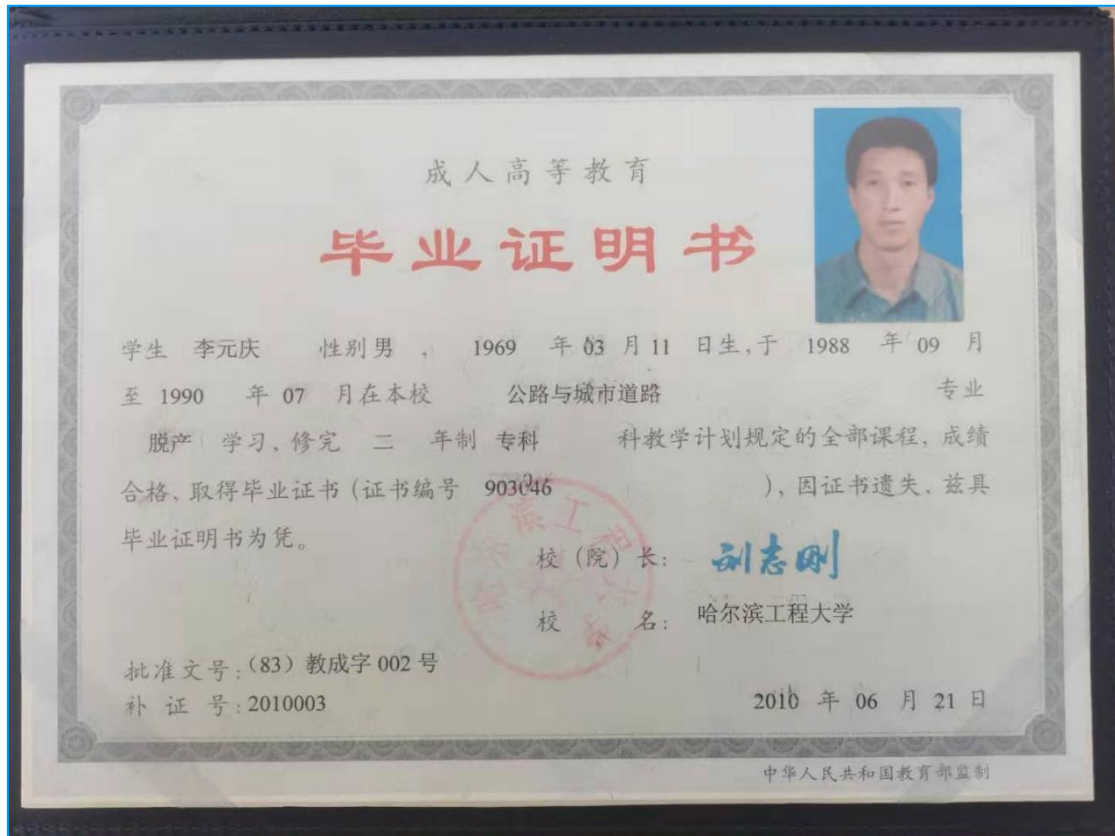 成人高等教育
毕业证明书
学生 李元庆 性别 男 , 1969 年 03 月 11 日生,于 1988 年 09 月
至 1990 年 07 月在本校 公路与城市道路 专业
脱产 学习,修完 二 年制 专科 科教学计划规定的全部课程,成绩
合格、取得毕业证书(证书编号 903046 ),因证书遗失,兹具
毕业证明书为凭。
校(院)长: 刘志刚
校 名: 哈尔滨工程大学
批准文号:(83)教成字 002 号
补 证 号:2010003
2010 年 06 月 21 日
中华人民共和国教育部监制
哈尔滨工程大学